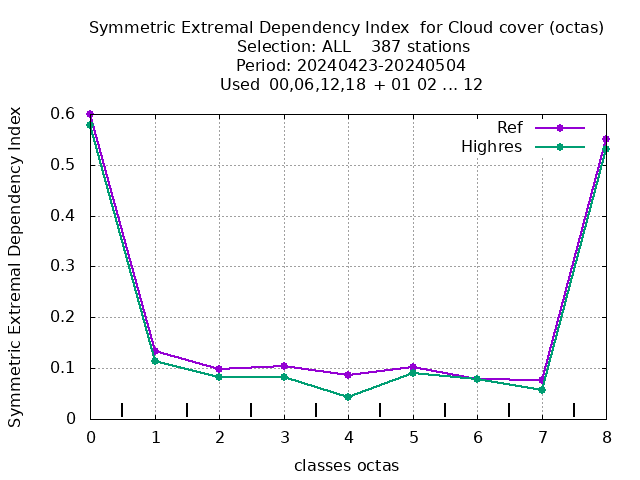 Symmetric Extremal Dependency Index  for Cloud cover (octas)
Selection: ALL    387 stations
Period: 20240423-20240504
Used  00,06,12,18  + 01 02 ... 12
Symmetric Extremal Dependency Index
0.6
0.5
0.4
0.3
0.2
0.1
0
Ref
Highres
0 1 2 3 4 5 6 7 8
classes octas